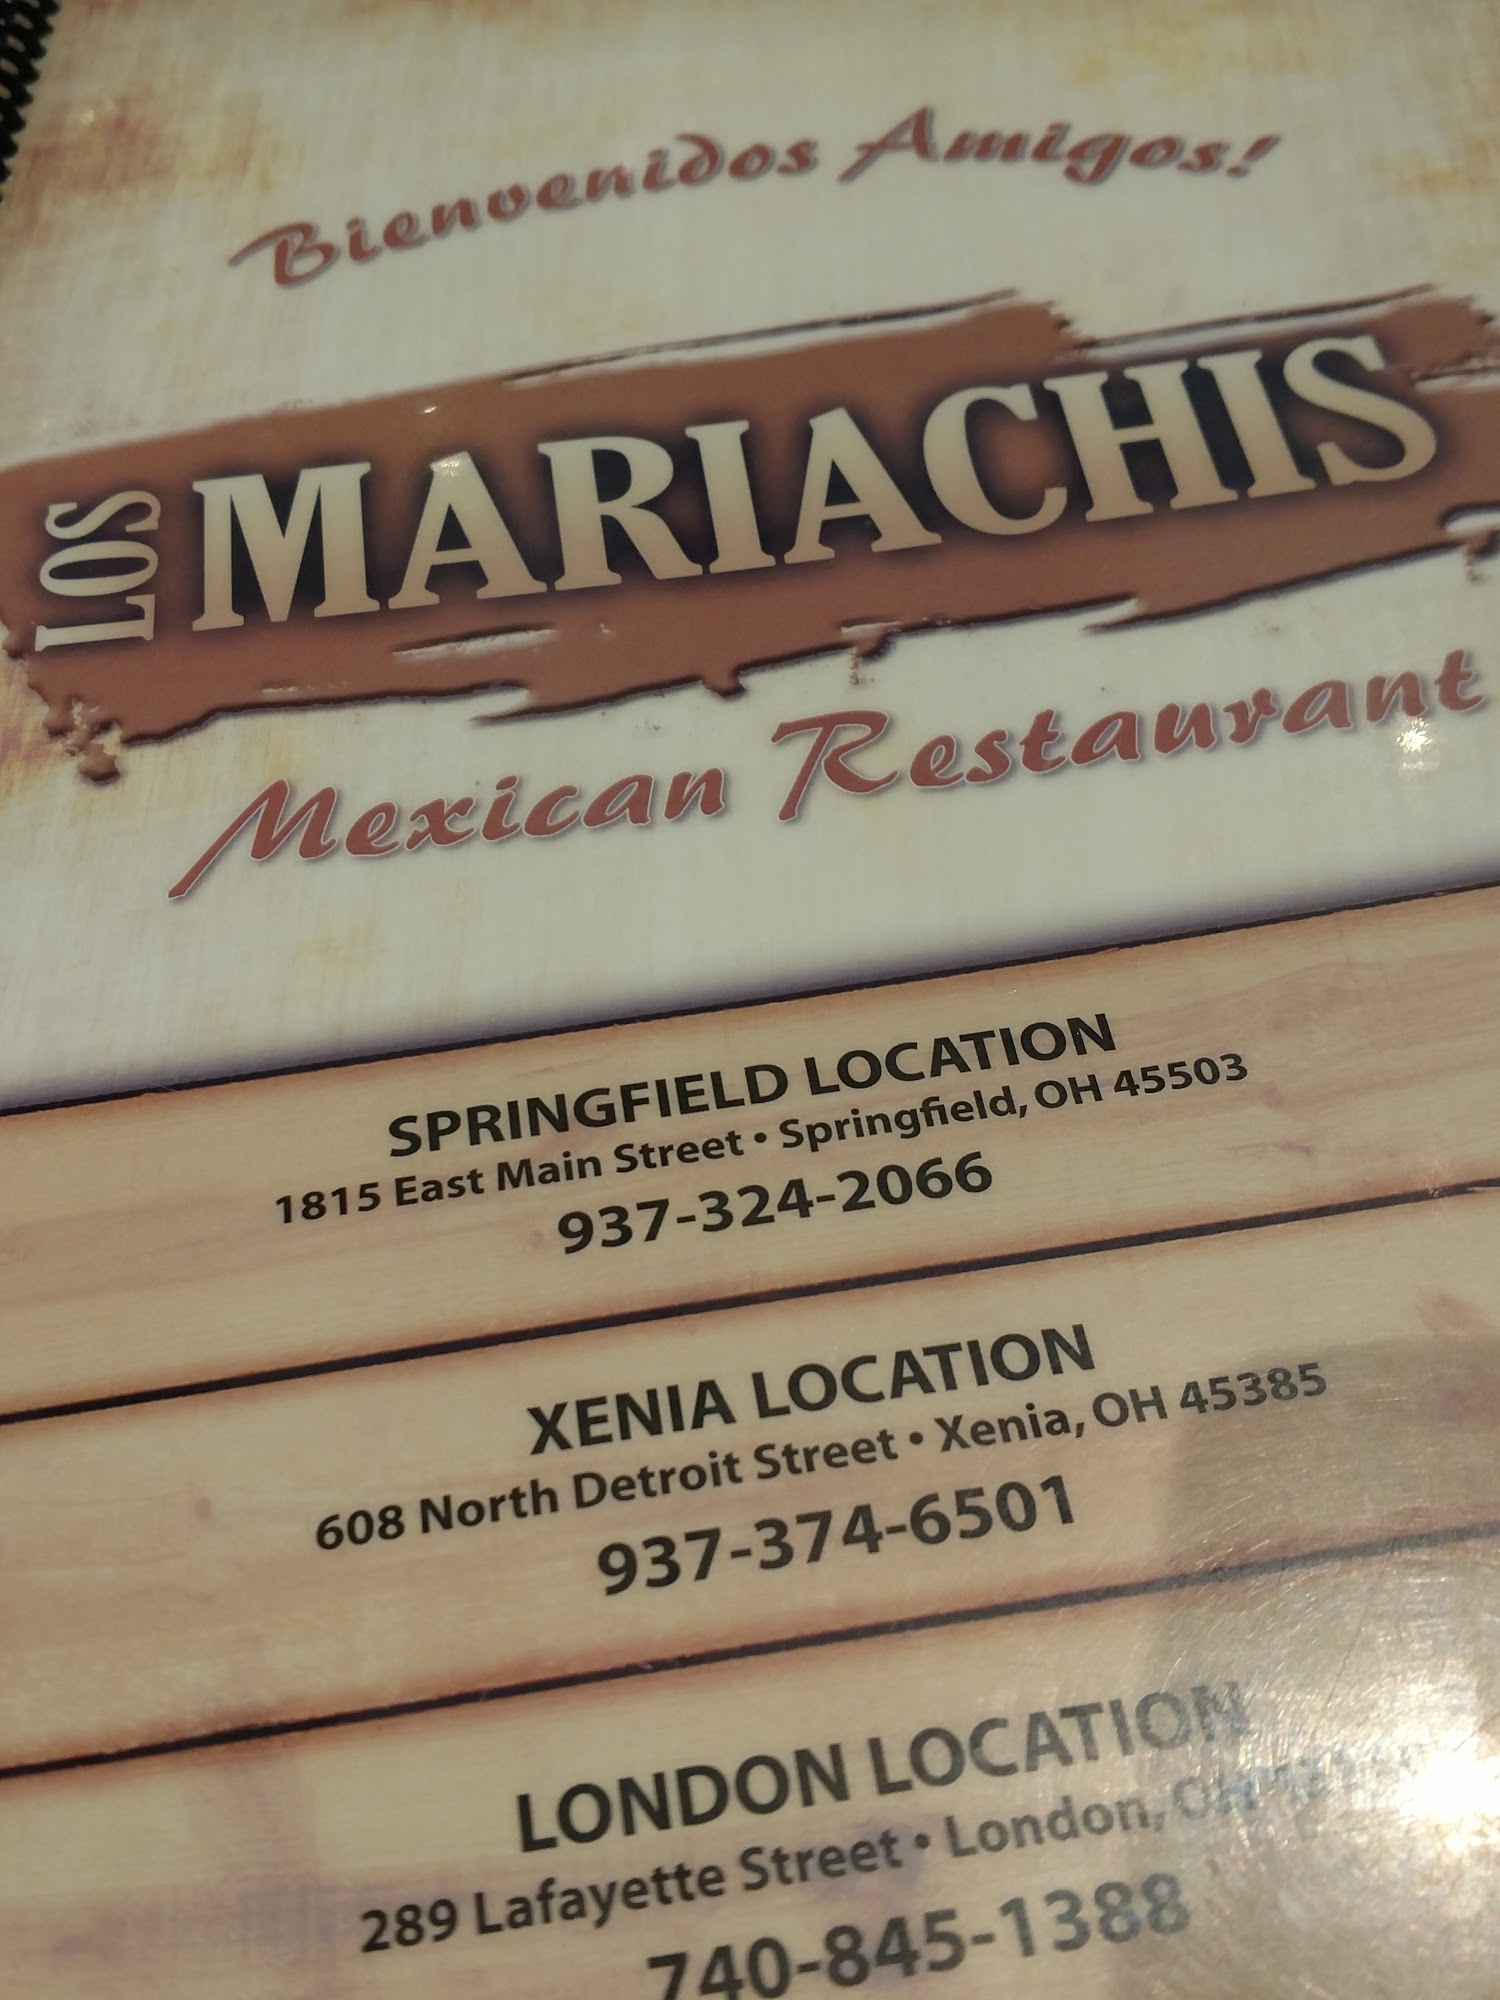 Bienvenidos Amigos!
LOS MARIACHIS
Mexican Restaurant
SPRINGFIELD LOCATION
1815 East Main Street • Springfield, OH 45503
937-324-2066
XENIA LOCATION
608 North Detroit Street • Xenia, OH 45385
937-374-6501
LONDON LOCATION
289 Lafayette Street • London, OH
740-845-1388